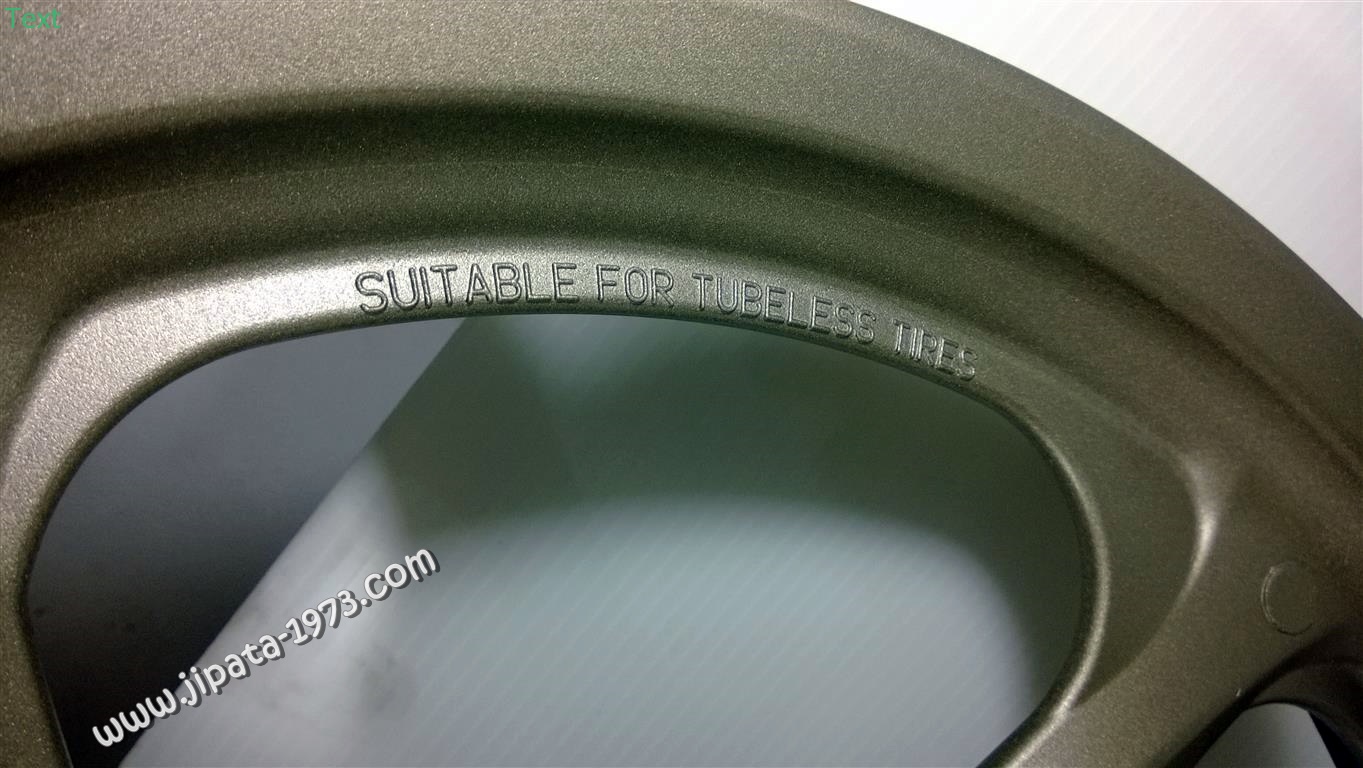 Text
SUITABLE FOR TUBELESS TIRES
www.jipata-1973.com